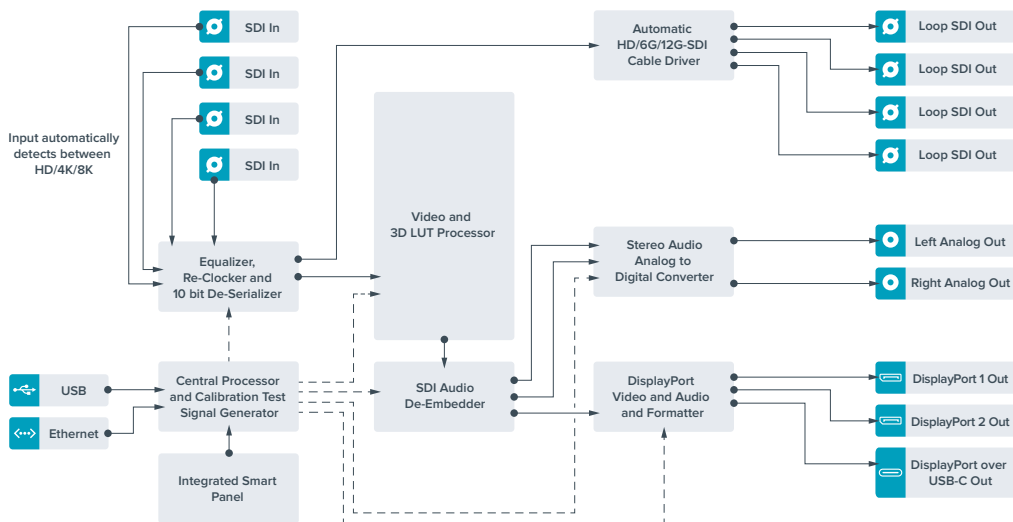 SDI In
SDI In
SDI In
SDI In
Input automatically
detects between
HD/4K/8K
Equalizer,
Re-Clocker and
10 bit De-Serializer
Video and
3D LUT Processor
Automatic
HD/6G/12G-SDI
Cable Driver
Loop SDI Out
Loop SDI Out
Loop SDI Out
Loop SDI Out
Stereo Audio
Analog to
Digital Converter
Left Analog Out
Right Analog Out
USB
Ethernet
Central Processor
and Calibration Test
Signal Generator
Integrated Smart
Panel
SDI Audio
De-Embedder
DisplayPort
Video and Audio
and Formatter
DisplayPort 1 Out
DisplayPort 2 Out
DisplayPort over
USB-C Out